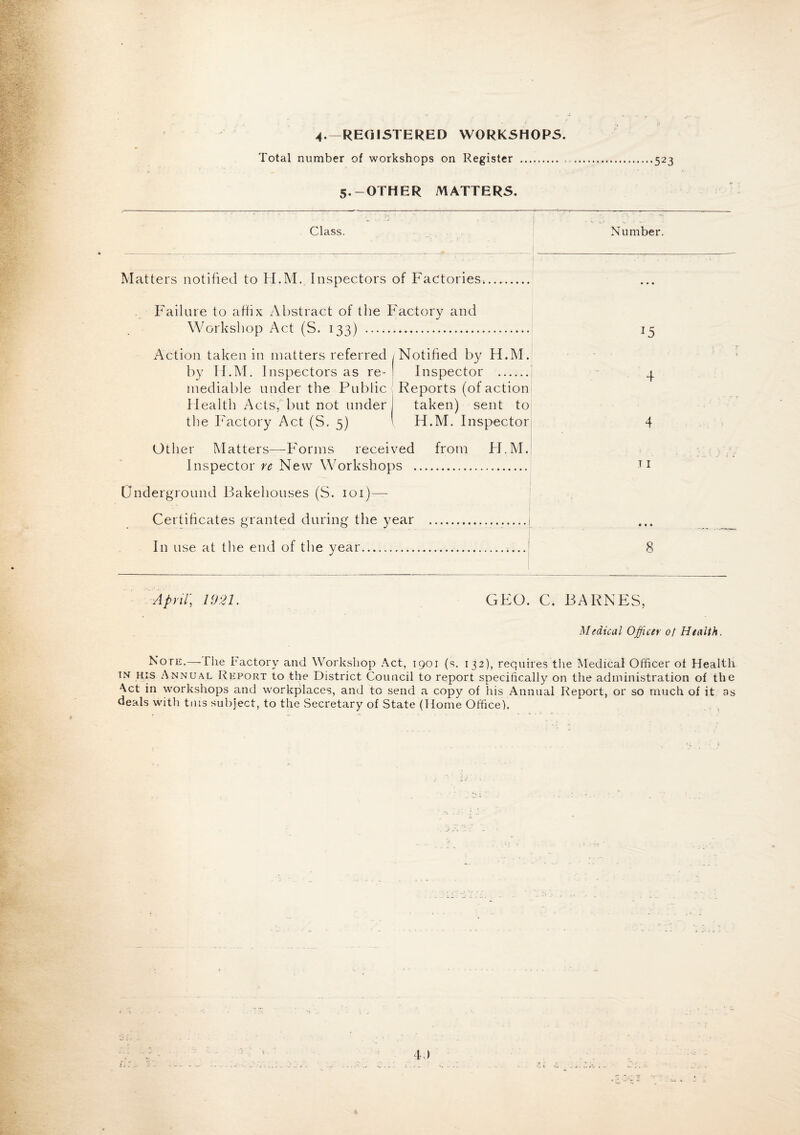 4.—REGISTERED WORKSHOPS.
Total number of workshops on Register .......... ....................523
5.—OTHER MATTERS.
Class. Number.
Matters notified to H.M. Inspectors of Factories.......... ...
Failure to affix Abstract of the Factory and
Workshop Act (S. 133) .............................. 15
Action taken in matters referred
by H.M. Inspectors as re-
mediable under the Public
Health Acts, but not under
the Factory Act (S. 5)
Notified by H.M.
Inspector ...... 4
Reports (of action
taken) sent to
H.M. Inspector 4
Other Matters—Forms received from H.M.
Inspector re New Workshops .................... 11
Underground Bakehouses (S. 101)—
Certificates granted during the year .................. ...
In use at the end of the year.............................. 8
April, 1921. GEO. C. BARNES,
Medical Officer of Health.
Note.—The Factory and Workshop Act, 1901 (s. 132), requires the Medical Officer of Health
in his Annual Report to the District Council to report specifically on the administration of the
Act in workshops and workplaces, and to send a copy of his Annual Report, or so much of it as
deals with this subject, to the Secretary of State (Home Office).